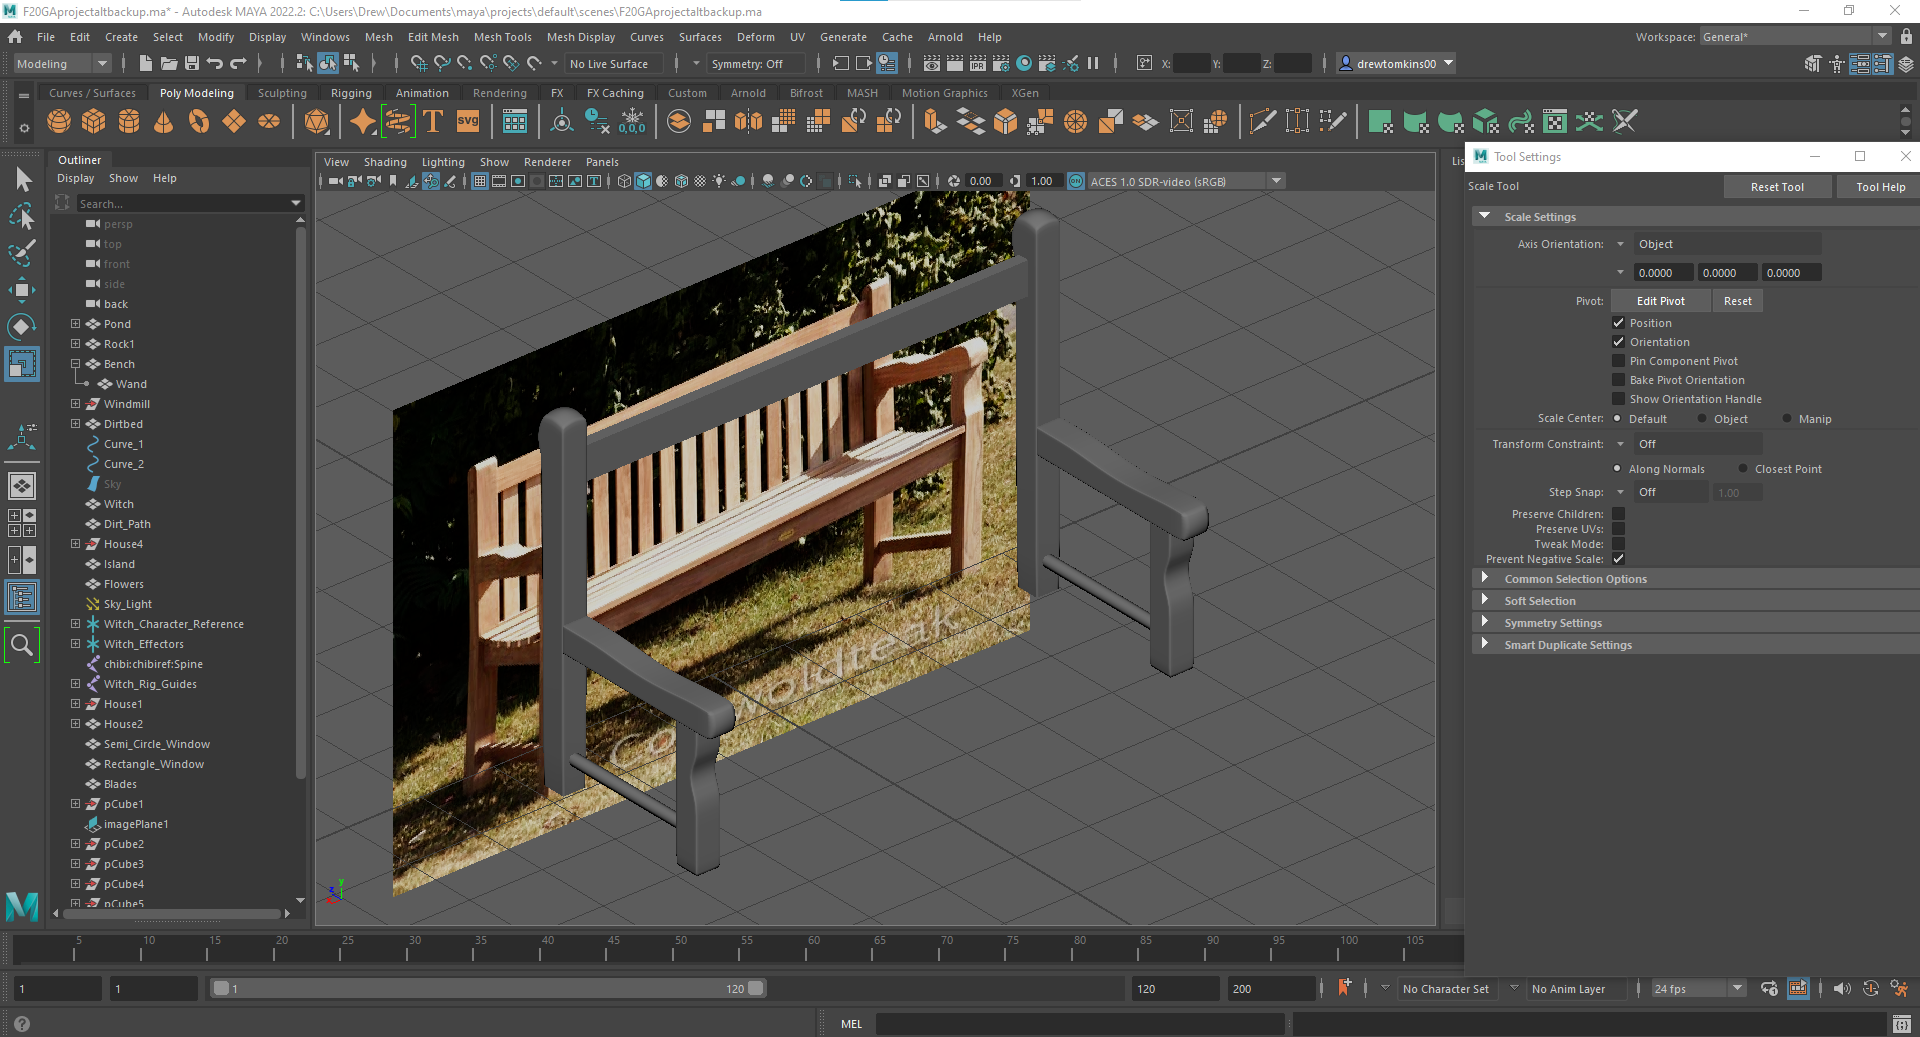 F20GAprojectaltbackup.ma* - Autodesk MAYA 2022.2: C:\Users\Drew\Documents\maya\projects\default\scenes\F20GAprojectaltbackup.ma
File Edit Create Select Modify Display Windows Mesh Edit Mesh Mesh Tools Mesh Display Curves Surfaces Deform UV Generate Cache Arnold Help
Workspace: General*
Modeling
No Live Surface
Symmetry: Off
IPR
X: Y: Z:
drewtomkins00
Curves / Surfaces Poly Modeling Sculpting Rigging Animation Rendering FX FX Caching Custom Arnold Bifrost MASH Motion Graphics XGen
T
SVG
0,0,0
Outliner
Display Show Help
Search...
persp
top
front
side
back
Pond
Rock1
Bench
Wand
Windmill
Dirtbed
Curve_1
Curve_2
Sky
Witch
Dirt_Path
House4
Island
Flowers
Sky_Light
Witch_Character_Reference
Witch_Effectors
chibi:chibiref:Spine
Witch_Rig_Guides
House1
House2
Semi_Circle_Window
Rectangle_Window
Blades
pCube1
imagePlane1
pCube2
pCube3
pCube4
pCube5
View Shading Lighting Show Renderer Panels
0.00
1.00
ON
ACES 1.0 SDR-video (sRGB)
woldteak
y
z
x
Lis
Tool Settings
Scale Tool
Reset Tool
Tool Help
Scale Settings
Axis Orientation: Object
0.0000 0.0000 0.0000
Pivot: Edit Pivot Reset
Position
Orientation
Pin Component Pivot
Bake Pivot Orientation
Show Orientation Handle
Scale Center: Default Object Manip
Transform Constraint: Off
Along Normals Closest Point
Step Snap: Off 1.00
Preserve Children:
Preserve UVs:
Tweak Mode:
Prevent Negative Scale:
Common Selection Options
Soft Selection
Symmetry Settings
Smart Duplicate Settings
5 10 15 20 25 30 35 40 45 50 55 60 65 70 75 80 85 90 95 100 105
1 1 1 120 120 200
No Character Set
No Anim Layer
24 fps
MEL